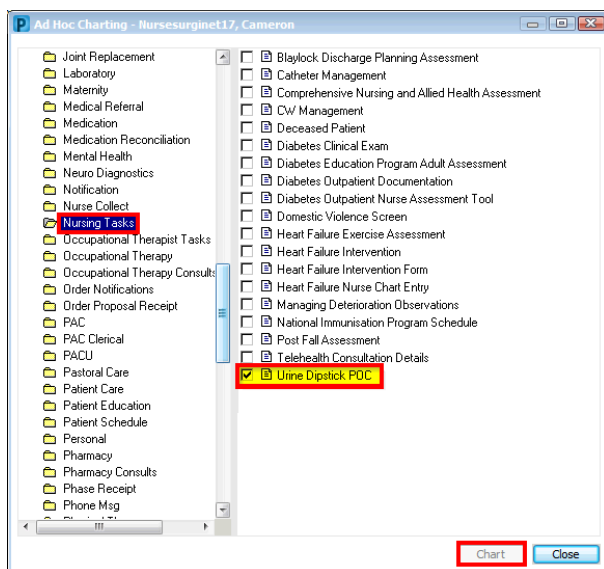 Ad Hoc Charting - Nursesurginet17, Cameron
Joint Replacement
Laboratory
Maternity
Medical Referral
Medication
Medication Reconciliation
Mental Health
Neuro Diagnostics
Notification
Nurse Collect
Nursing Tasks
Occupational Therapist Tasks
Occupational Therapy
Occupational Therapy Consults
Order Notifications
Order Proposal Receipt
PAC
PAC Clerical
PACU
Pastoral Care
Patient Care
Patient Education
Patient Schedule
Personal
Pharmacy
Pharmacy Consults
Phase Receipt
Phone Msg
Blaylock Discharge Planning Assessment
Catheter Management
Comprehensive Nursing and Allied Health Assessment
CW Management
Deceased Patient
Diabetes Clinical Exam
Diabetes Education Program Adult Assessment
Diabetes Outpatient Documentation
Diabetes Outpatient Nurse Assessment Tool
Domestic Violence Screen
Heart Failure Exercise Assessment
Heart Failure Intervention
Heart Failure Intervention Form
Heart Failure Nurse Chart Entry
Managing Deterioration Observations
National Immunisation Program Schedule
Post Fall Assessment
Telehealth Consultation Details
Urine Dipstick POC
Chart
Close